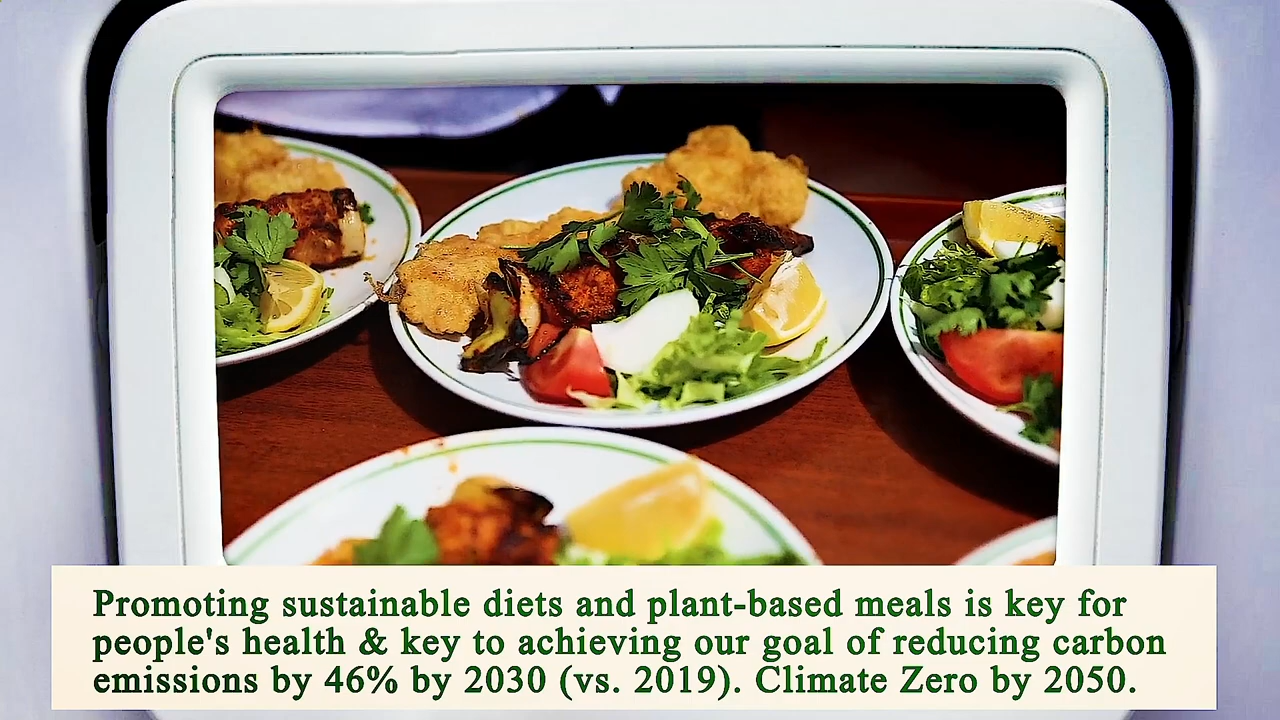 Promoting sustainable diets and plant-based meals is key for
people's health & key to achieving our goal of reducing carbon
emissions by 46% by 2030 (vs. 2019). Climate Zero by 2050.